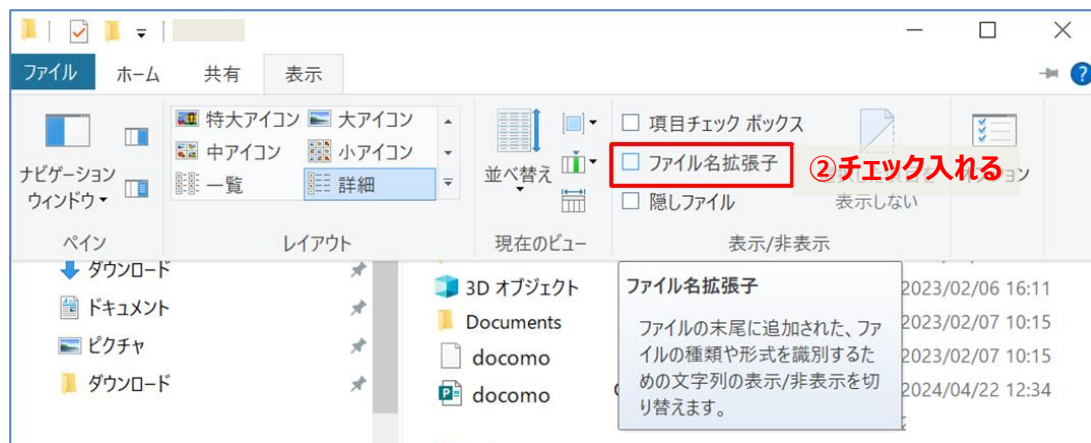 ファイル ホーム 共有 表示
特大アイコン 大アイコン
中アイコン 小アイコン
一覧 詳細
ナビゲーション
ウィンドウ
並べ替え
項目チェック ボックス
ファイル名拡張子
隠しファイル
②チェック入れる
表示しない
ペイン レイアウト 現在のビュー 表示/非表示
ダウンロード
ドキュメント
ピクチャ
ダウンロード
3D オブジェクト
Documents
docomo
docomo
ファイル名拡張子
ファイルの末尾に追加された、ファ
イルの種類や形式を識別するた
めの文字列の表示/非表示を切
り替えます。
2023/02/06 16:11
2023/02/07 10:15
2023/02/07 10:15
2024/04/22 12:34